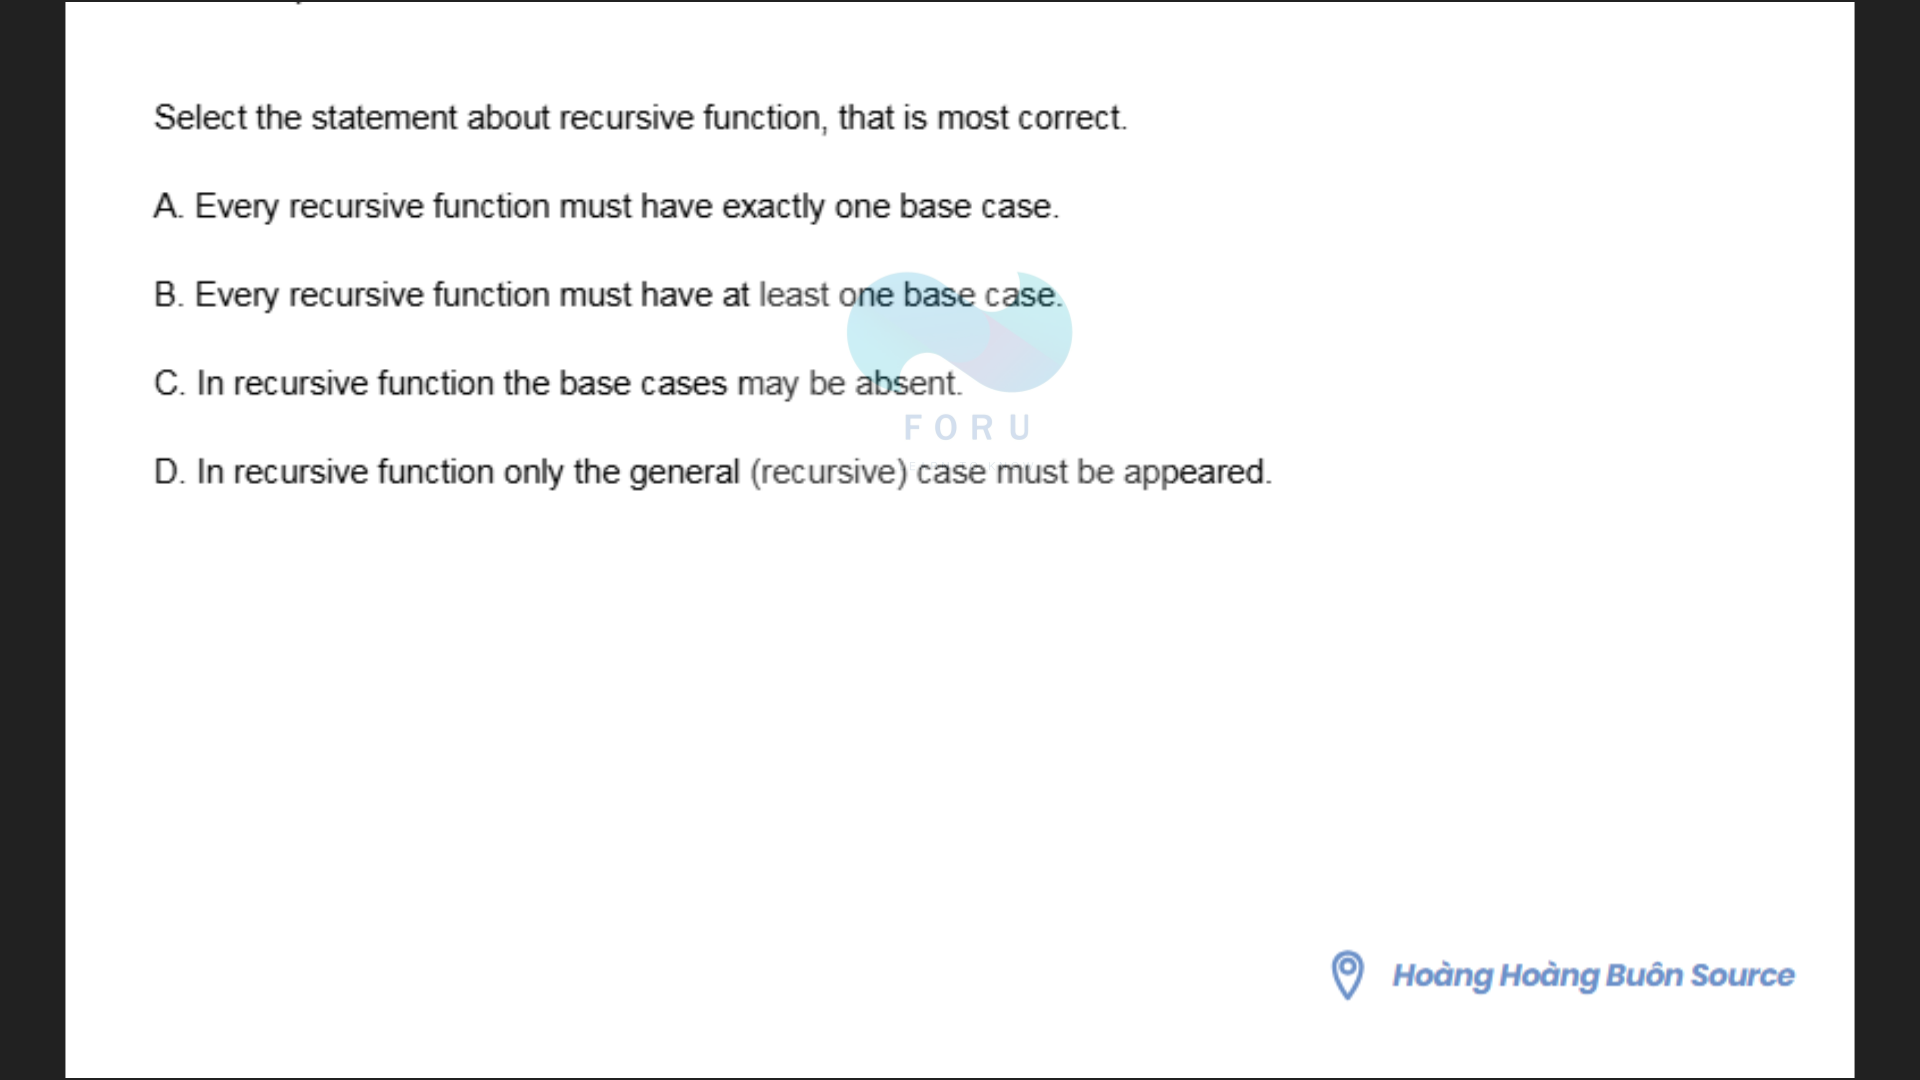 Select the statement about recursive function, that is most correct.
A. Every recursive function must have exactly one base case.
B. Every recursive function must have at least one base case.
C. In recursive function the base cases may be absent.
FORU
D. In recursive function only the general (recursive) case must be appeared.
Hoàng Hoàng Buôn Source